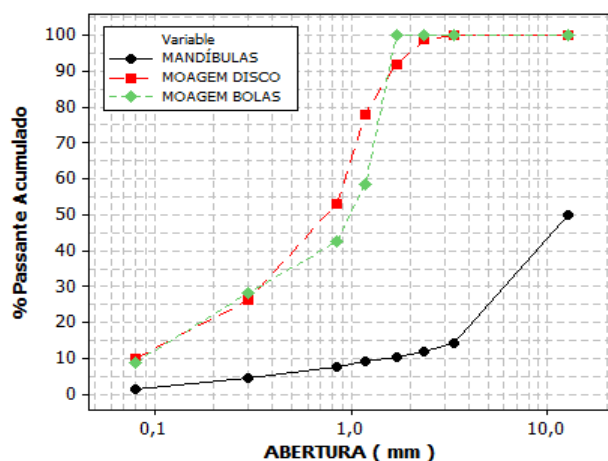 Variable
MANDÍBULAS
MOAGEM DISCO
MOAGEM BOLAS
%Passante Acumulado
100
90
80
70
60
50
40
30
20
10
0
0,1
1,0
10,0
ABERTURA ( mm )